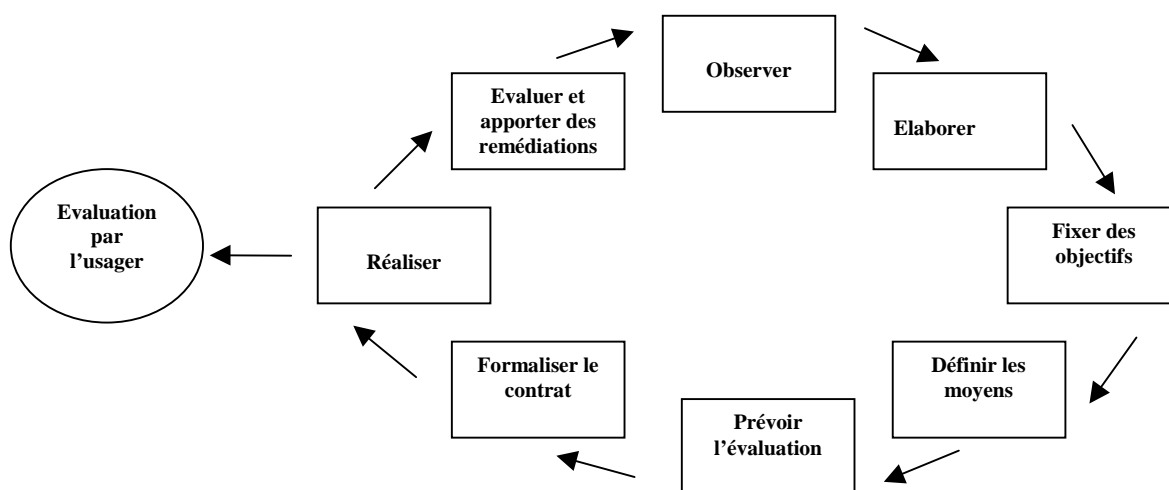 Observer
Elaborer
Fixer des
objectifs
Définir les
moyens
Prévoir
l’évaluation
Formaliser le
contrat
Réaliser
Evaluation
par
l’usager
Evaluer et
apporter des
remédiations